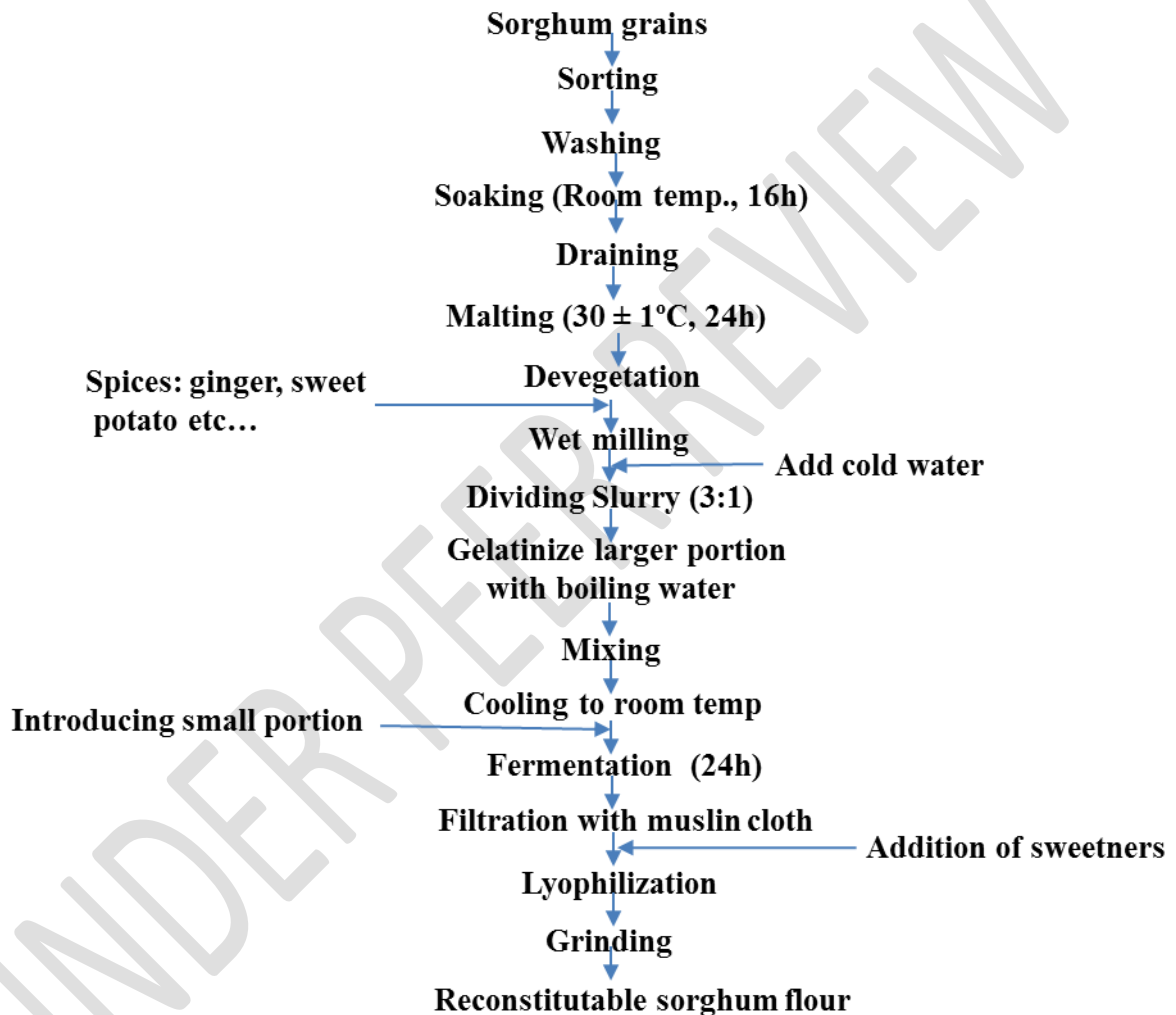 Sorghum grains
Sorting
Washing
Soaking (Room temp., 16h)
Draining
Malting (30 ± 1ºC, 24h)
Devegetation
Spices: ginger, sweet
potato etc…
Wet milling
Add cold water
Dividing Slurry (3:1)
Gelatinize larger portion
with boiling water
Mixing
Cooling to room temp
Introducing small portion
Fermentation (24h)
Filtration with muslin cloth
Addition of sweetners
Lyophilization
Grinding
Reconstitutable sorghum flour
UNDER PEER REVIEW